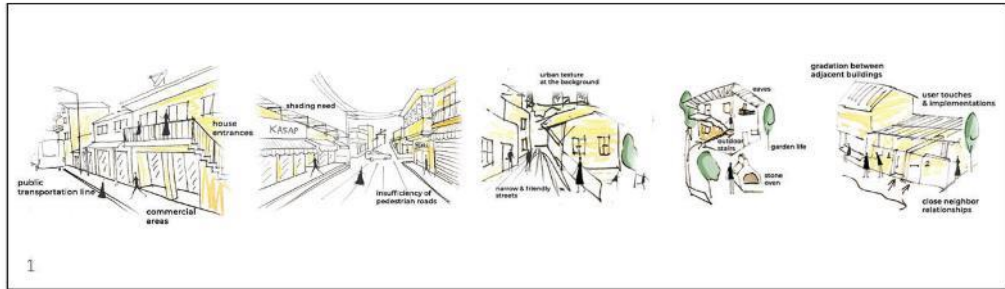 house
entrances
public
transportation line
commercial
areas
shading need
KASAP
insufficiency of
pedestrian roads
urban texture
at the background
narrow & friendly
streets
eaves
outdoor
stairs
garden life
stone
oven
gradation between
adjacent buildings
user touches
& implementations
close neighbor
relationships
1